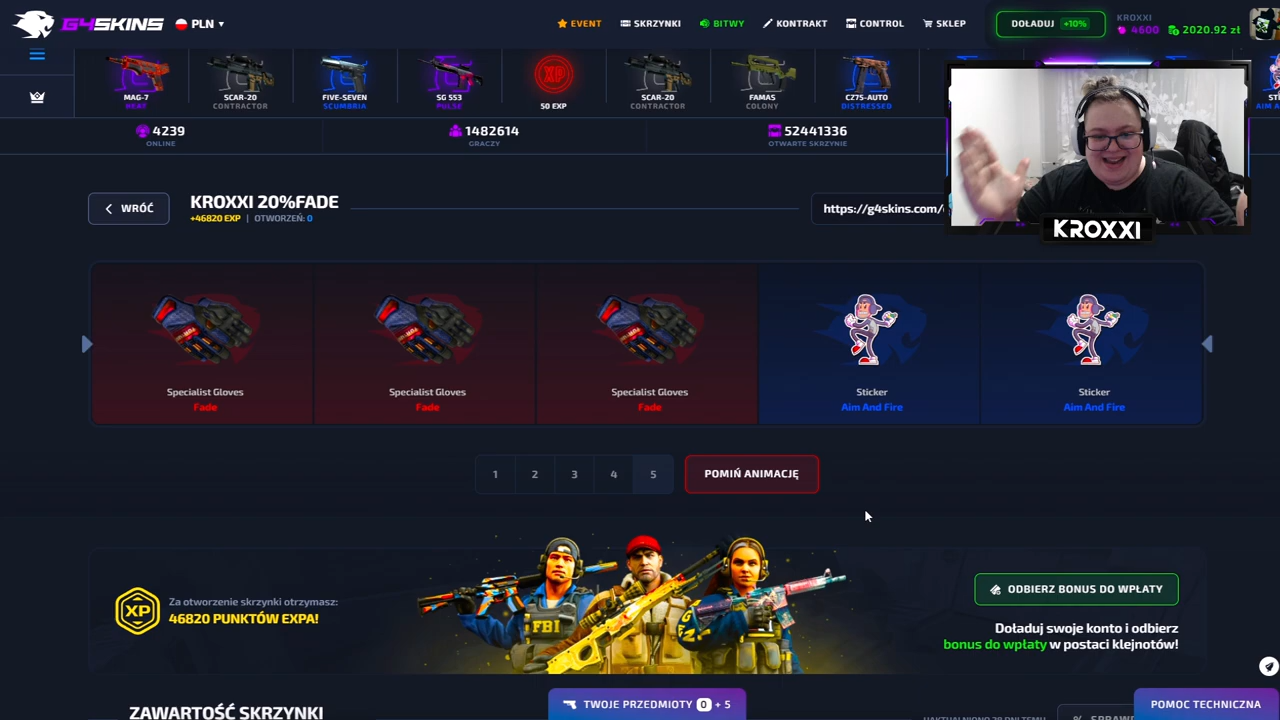 G4SKINS PLN
EVENT SKRZYNKI BITWY KONTRAKT CONTROL SKLEP
DOŁADUJ +10% KROXXI
4600 2020.92 zł
MAG-7 SCAR-20 FIVE-SEVEN SG 553 50 EXP SCAR-20 FAMAS CZ75-AUTO
HEAT CONTRACTOR SCUMBRIA PULSE CONTRACTOR COLONY DISTRESSED
4239 1482614 52441336
ONLINE GRACZY OTWARTE SKRZYNIE
XP
KROXXI
WRÓĆ
KROXXI 20%FADE
+46820 EXP | OTWORZEŃ: 0
https://g4skins.com/
Specialist Gloves Specialist Gloves Specialist Gloves Sticker Sticker
Fade Fade Fade Aim And Fire Aim And Fire
1 2 3 4 5 POMIŃ ANIMACJĘ
XP
Za otworzenie skrzynki otrzymasz:
46820 PUNKTÓW EXPA!
FBI
ODBIERZ BONUS DO WPŁATY
Doładuj swoje konto i odbierz
bonus do wpłaty w postaci klejnotów!
ZAWARTOŚĆ SKRZYNKI
TWOJE PRZEDMIOTY 0 + 5
POMOC TECHNICZNA